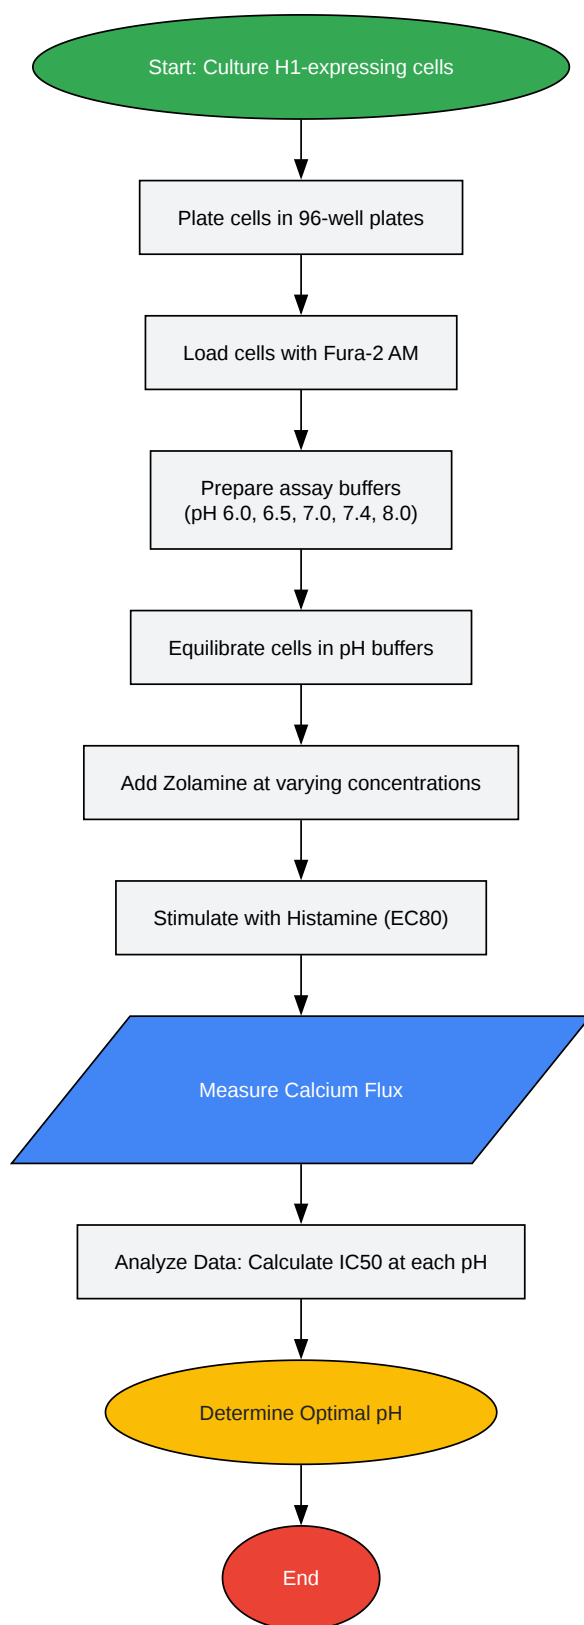 Start: Culture H1-expressing cells
Plate cells in 96-well plates
Load cells with Fura-2 AM
Prepare assay buffers
(pH 6.0, 6.5, 7.0, 7.4, 8.0)
Equilibrate cells in pH buffers
Add Zolamine at varying concentrations
Stimulate with Histamine (EC80)
Measure Calcium Flux
Analyze Data: Calculate IC50 at each pH
Determine Optimal pH
End